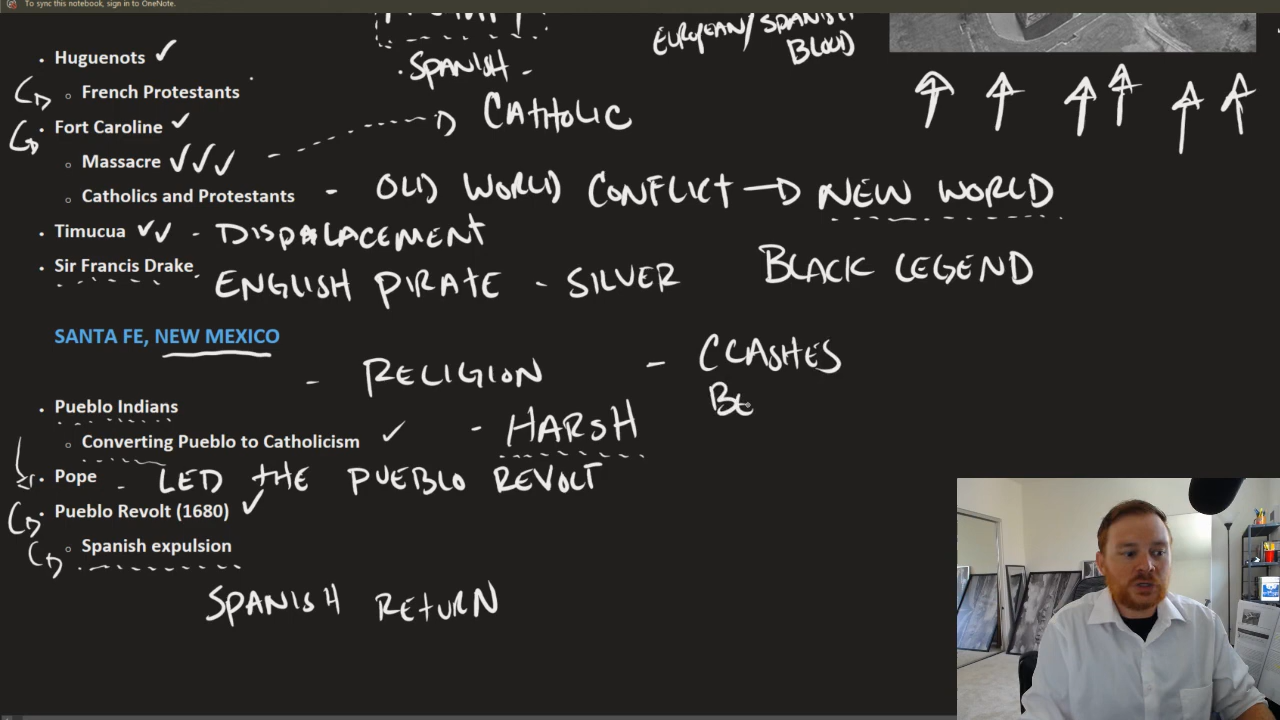 To sync this notebook, sign in to OneNote.
EUROPEAN/SPANISH
BLOOD
• Huguenots ✓
• SPANISH -
○ French Protestants
CATHOLIC
• Fort Caroline ✓
○ Massacre ✓✓✓ -
○ Catholics and Protestants - OLD WORLD CONFLICT → NEW WORLD
• Timucua ✓✓ - DISPLACEMENT
• Sir Francis Drake - ENGLISH PIRATE - SILVER
BLACK LEGEND
SANTA FE, NEW MEXICO
- RELIGION - CLASHES
BE
• Pueblo Indians
○ Converting Pueblo to Catholicism ✓ - HARSH
• Pope - LED THE PUEBLO REVOLT
• Pueblo Revolt (1680) ✓
○ Spanish expulsion
SPANISH RETURN